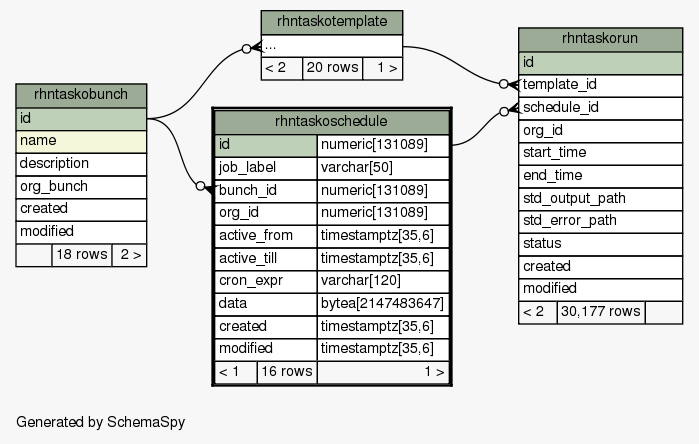 rhntaskotemplate
...
< 2 20 rows 1 >
rhntaskobunch
id
name
description
org_bunch
created
modified
18 rows 2 >
rhntaskoschedule
id numeric[131089]
job_label varchar[50]
bunch_id numeric[131089]
org_id numeric[131089]
active_from timestamptz[35,6]
active_till timestamptz[35,6]
cron_expr varchar[120]
data bytea[2147483647]
created timestamptz[35,6]
modified timestamptz[35,6]
< 1 16 rows 1 >
rhntaskorun
id
template_id
schedule_id
org_id
start_time
end_time
std_output_path
std_error_path
status
created
modified
< 2 30,177 rows
Generated by SchemaSpy